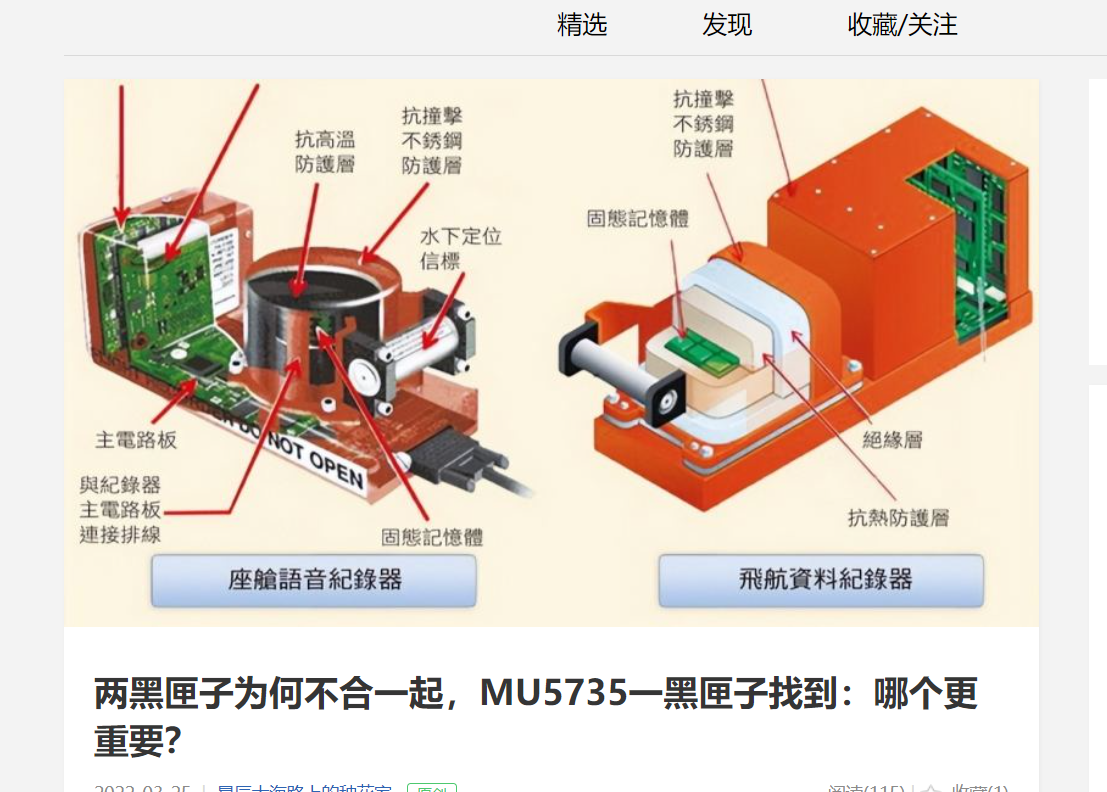 精选 发现 收藏/关注
抗高溫
防護層
抗撞擊
不銹鋼
防護層
水下定位
信標
主電路板
與紀錄器
主電路板
連接排線
DO NOT OPEN
固態記憶體
座艙語音紀錄器
抗撞擊
不銹鋼
防護層
固態記憶體
絕緣層
抗熱防護層
飛航資料紀錄器
两黑匣子为何不合一起，MU5735一黑匣子找到：哪个更
重要？